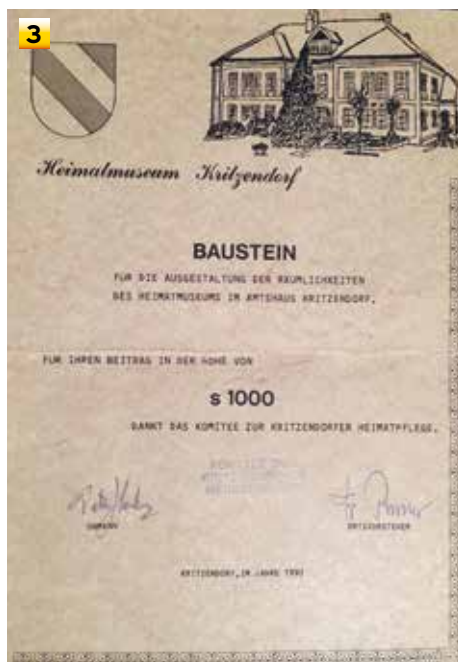 3
Heimatmuseum Kritzendorf
BAUSTEIN
FÜR DIE AUSGESTALTUNG DER RÄUMLICHKEITEN
DES HEIMATMUSEUMS IM AMTSHAUS KRITZENDORF.
FÜR IHREN BEITRAG IN DER HÖHE VON
s 1000
DANKT DAS KOMITEE ZUR KRITZENDORFER HEIMATPFLEGE.
OBMANN
ORTSVORSTEHER
KRITZENDORF, IM JAHRE